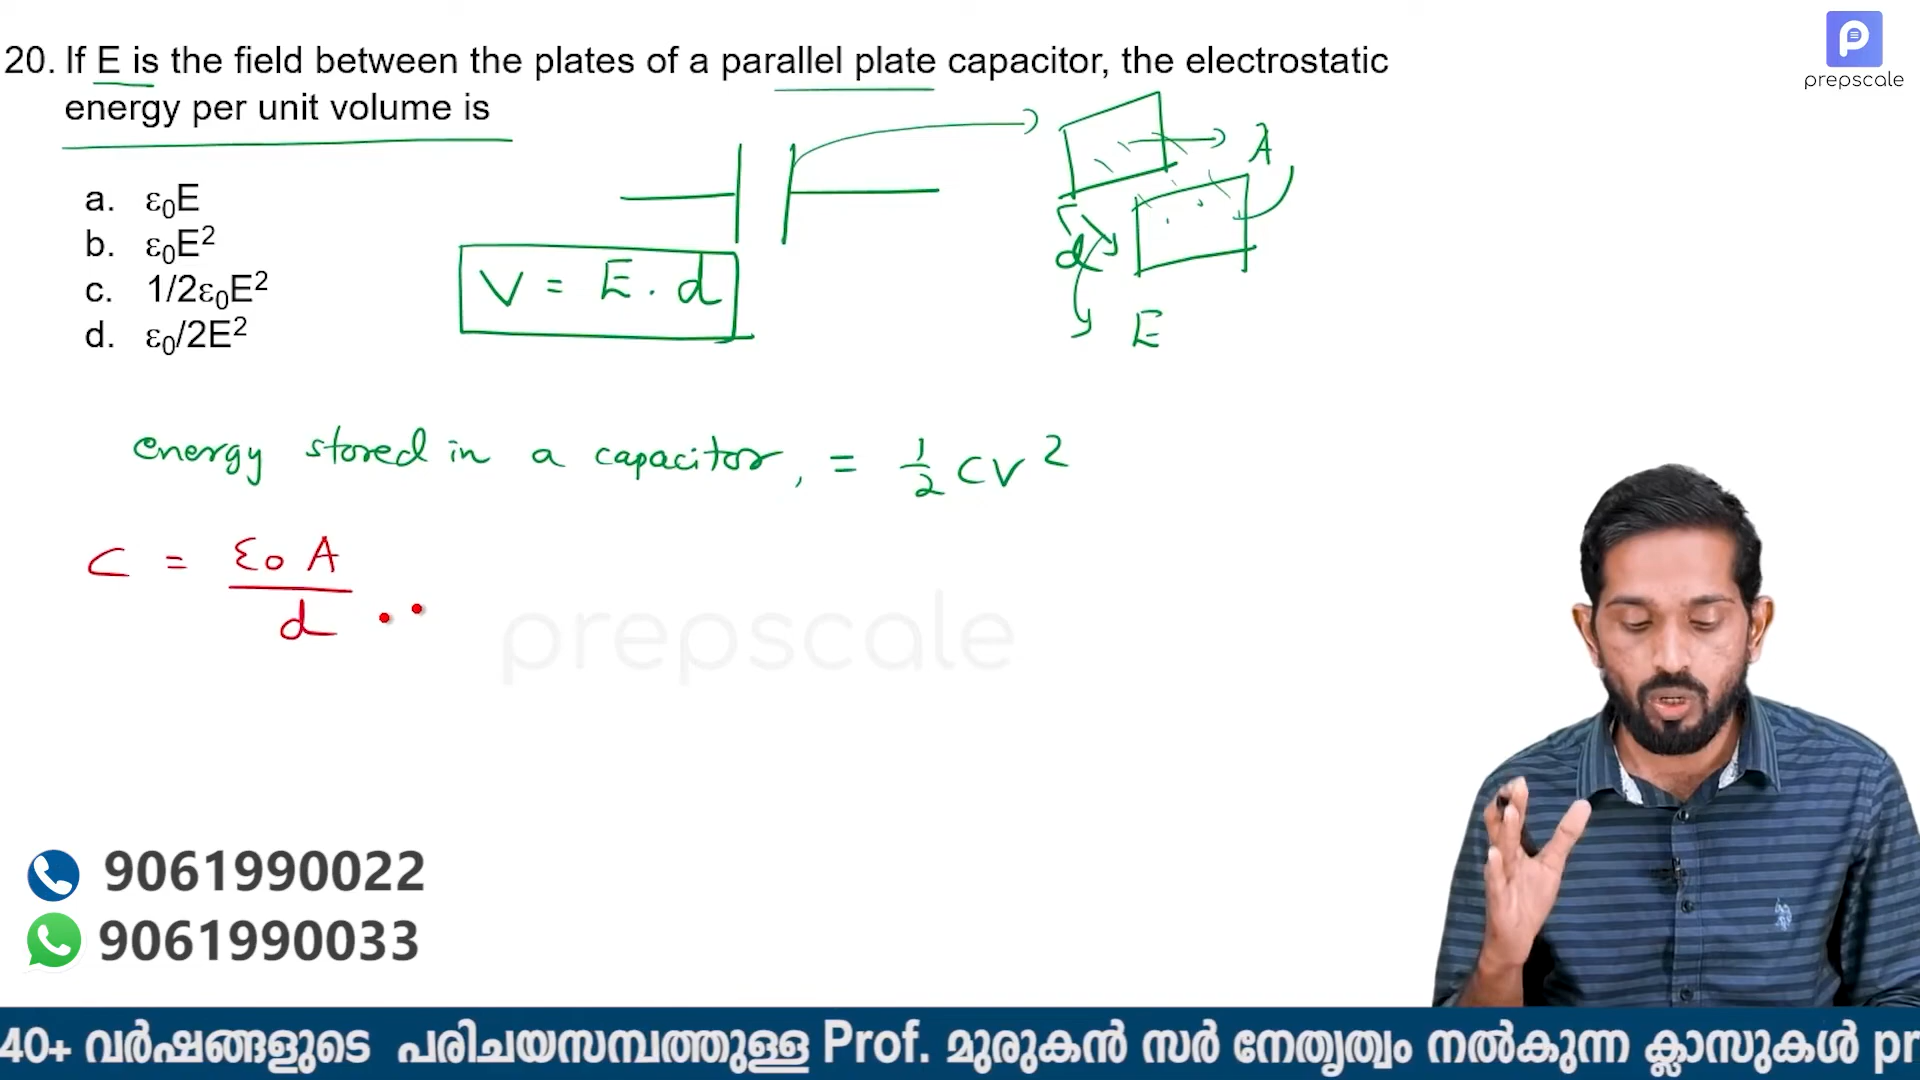 prepscale
20. If E is the field between the plates of a parallel plate capacitor, the electrostatic
energy per unit volume is
a. ε₀E
b. ε₀E²
c. 1/2ε₀E²
d. ε₀/2E²
A
d
E
V = E . d
energy stored in a capacitor, = 1/2 CV²
C = ε₀ A / d
prepscale
9061990022
9061990033
40+ വർഷങ്ങളുടെ പരിചയസമ്പത്തുള്ള Prof. മുരുകൻ സർ നേതൃത്വം നൽകുന്ന ക്ലാസുകൾ pr